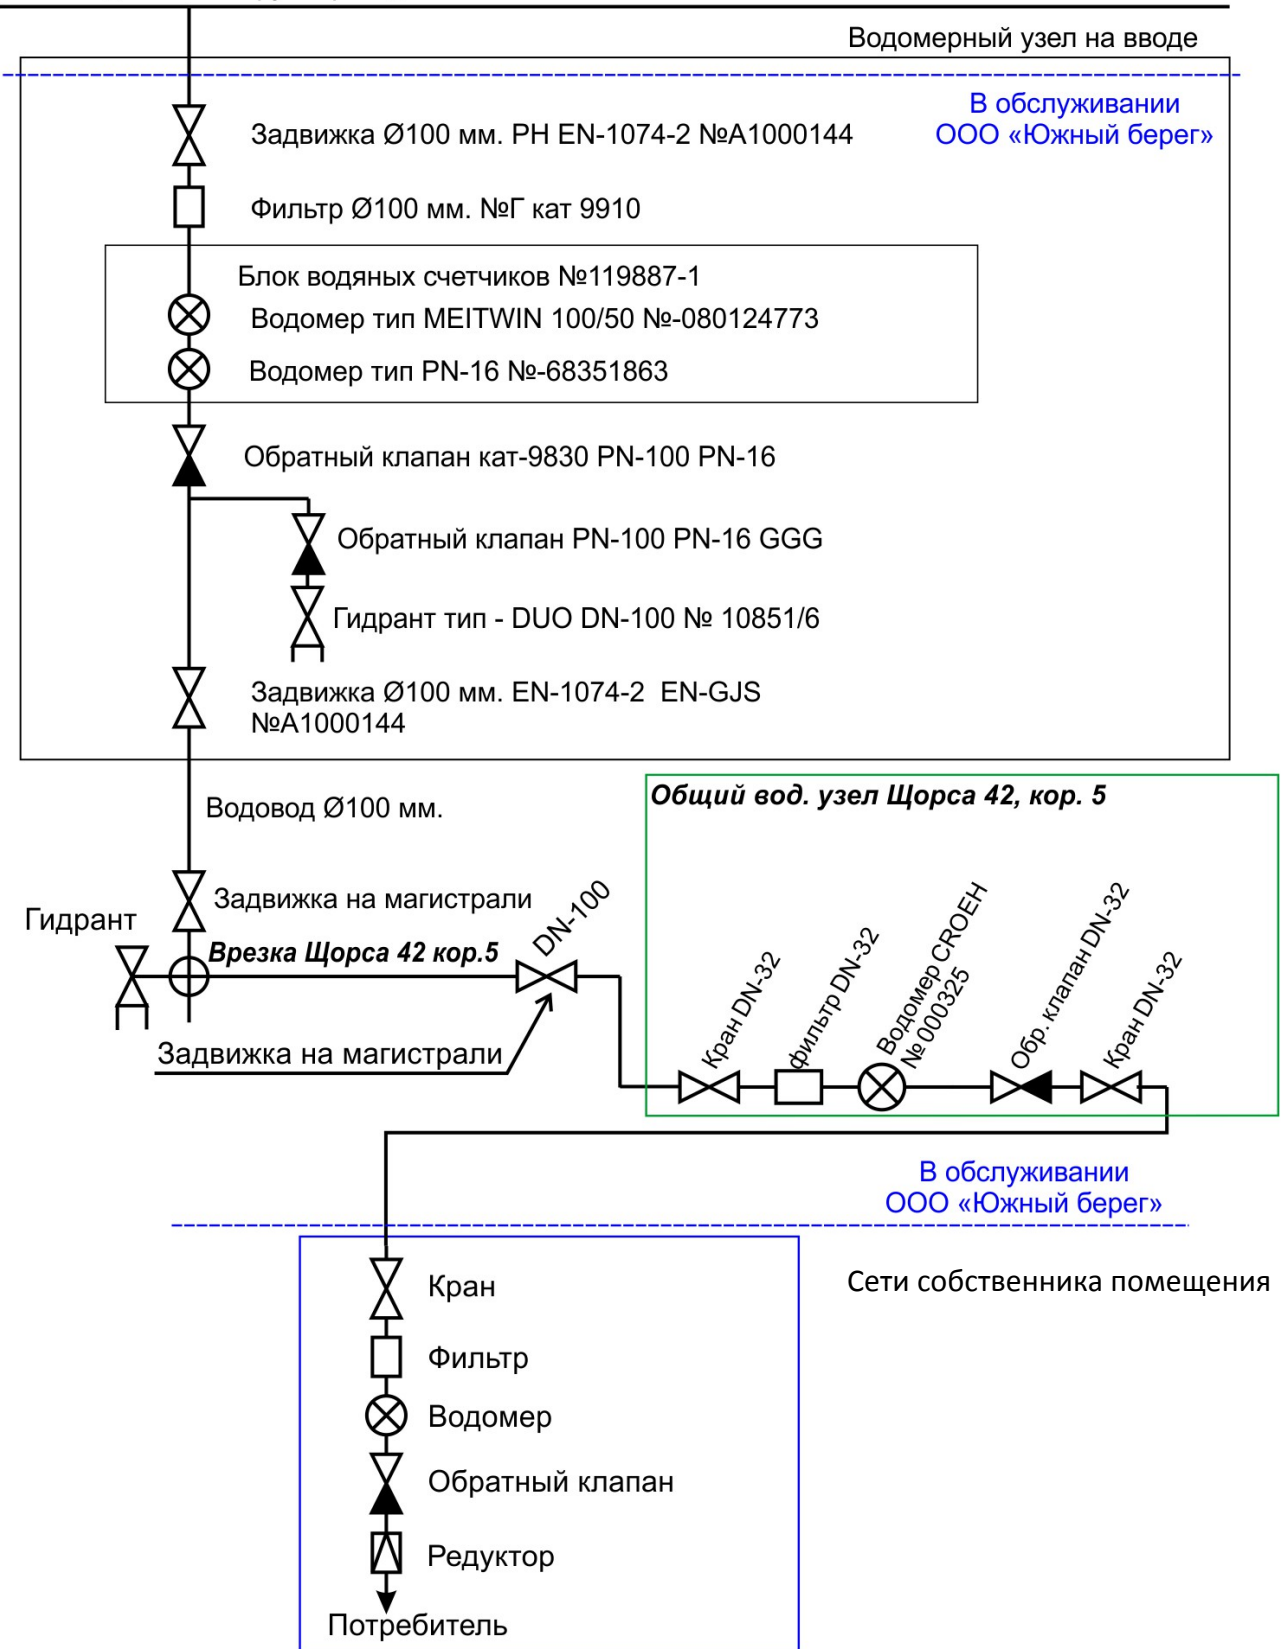 Водомерный узел на вводе
В обслуживании
ООО «Южный берег»
Задвижка Ø100 мм. PH EN-1074-2 №А1000144
Фильтр Ø100 мм. №Г кат 9910
Блок водяных счетчиков №119887-1
Водомер тип MEITWIN 100/50 №-080124773
Водомер тип PN-16 №-68351863
Обратный клапан кат-9830 PN-100 PN-16
Обратный клапан PN-100 PN-16 GGG
Гидрант тип - DUO DN-100 № 10851/6
Задвижка Ø100 мм. EN-1074-2 EN-GJS
№А1000144
Водовод Ø100 мм.
Общий вод. узел Щорса 42, кор. 5
Задвижка на магистрали
Гидрант
Врезка Щорса 42 кор.5
DN-100
Задвижка на магистрали
Кран DN-32
фильтр DN-32
Водомер CROEH
№ 000325
Обр. клапан DN-32
Кран DN-32
В обслуживании
ООО «Южный берег»
Сети собственника помещения
Кран
Фильтр
Водомер
Обратный клапан
Редуктор
Потребитель